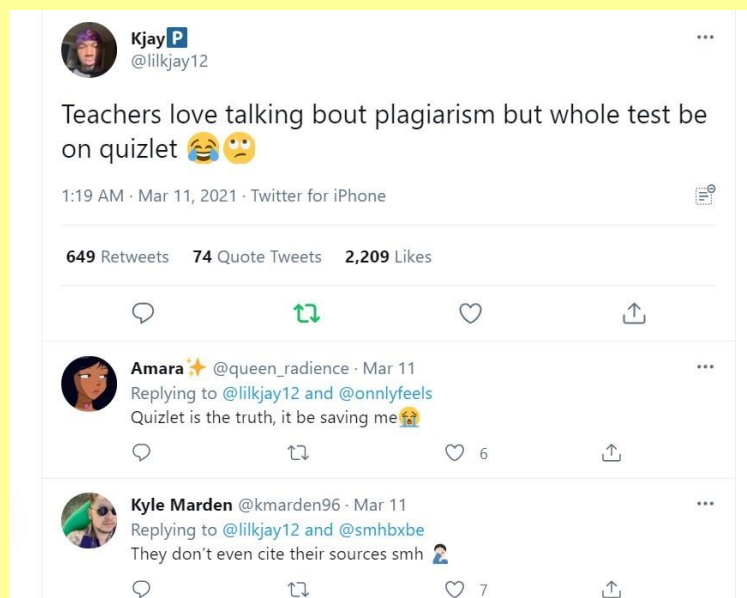 Kjay🅿️
@lilkjay12
Teachers love talking bout plagiarism but whole test be
on quizlet 😂🙄
1:19 AM · Mar 11, 2021 · Twitter for iPhone
649 Retweets 74 Quote Tweets 2,209 Likes
Amara✨ @queen_radience · Mar 11
Replying to @lilkjay12 and @onnlyfeels
Quizlet is the truth, it be saving me😭
6
Kyle Marden @kmarden96 · Mar 11
Replying to @lilkjay12 and @smhbxbe
They don't even cite their sources smh 🤦🏻‍♂️
7